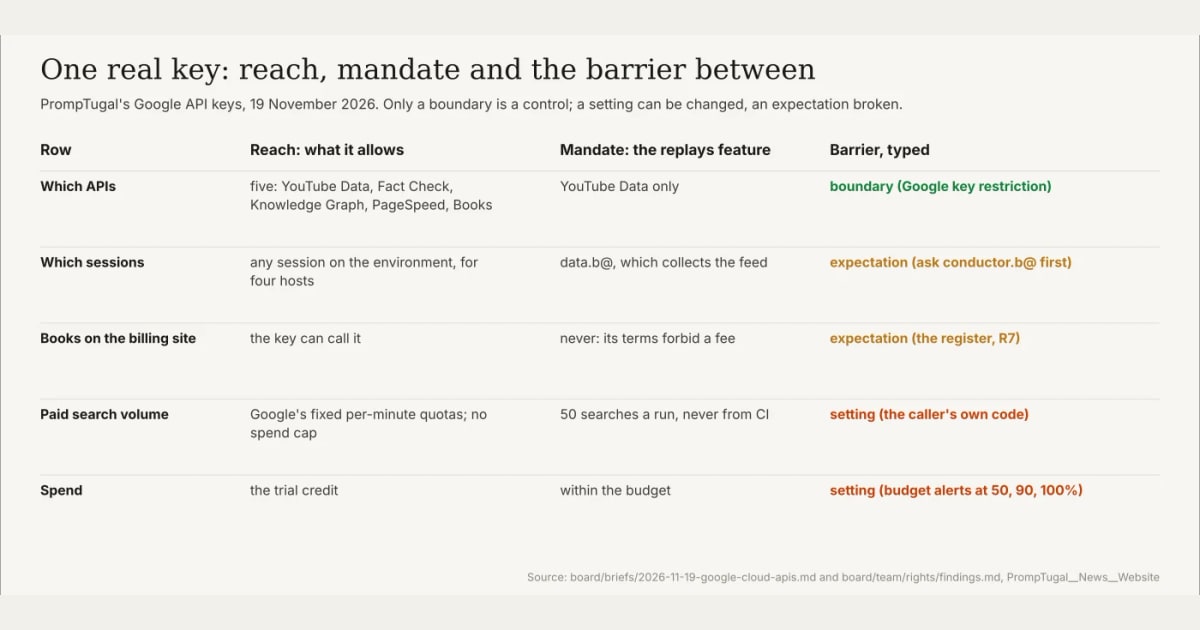 One real key: reach, mandate and the barrier between
PrompTugal's Google API keys, 19 November 2026. Only a boundary is a control; a setting can be changed, an expectation broken.
Row
Reach: what it allows
Mandate: the replays feature
Barrier, typed
Which APIs
five: YouTube Data, Fact Check,
Knowledge Graph, PageSpeed, Books
YouTube Data only
boundary (Google key restriction)
Which sessions
any session on the environment, for
four hosts
data.b@, which collects the feed
expectation (ask conductor.b@ first)
Books on the billing site
the key can call it
never: its terms forbid a fee
expectation (the register, R7)
Paid search volume
Google's fixed per-minute quotas; no
spend cap
50 searches a run, never from CI
setting (the caller's own code)
Spend
the trial credit
within the budget
setting (budget alerts at 50, 90, 100%)
Source: board/briefs/2026-11-19-google-cloud-apis.md and board/team/rights/findings.md, PrompTugal__News__Website